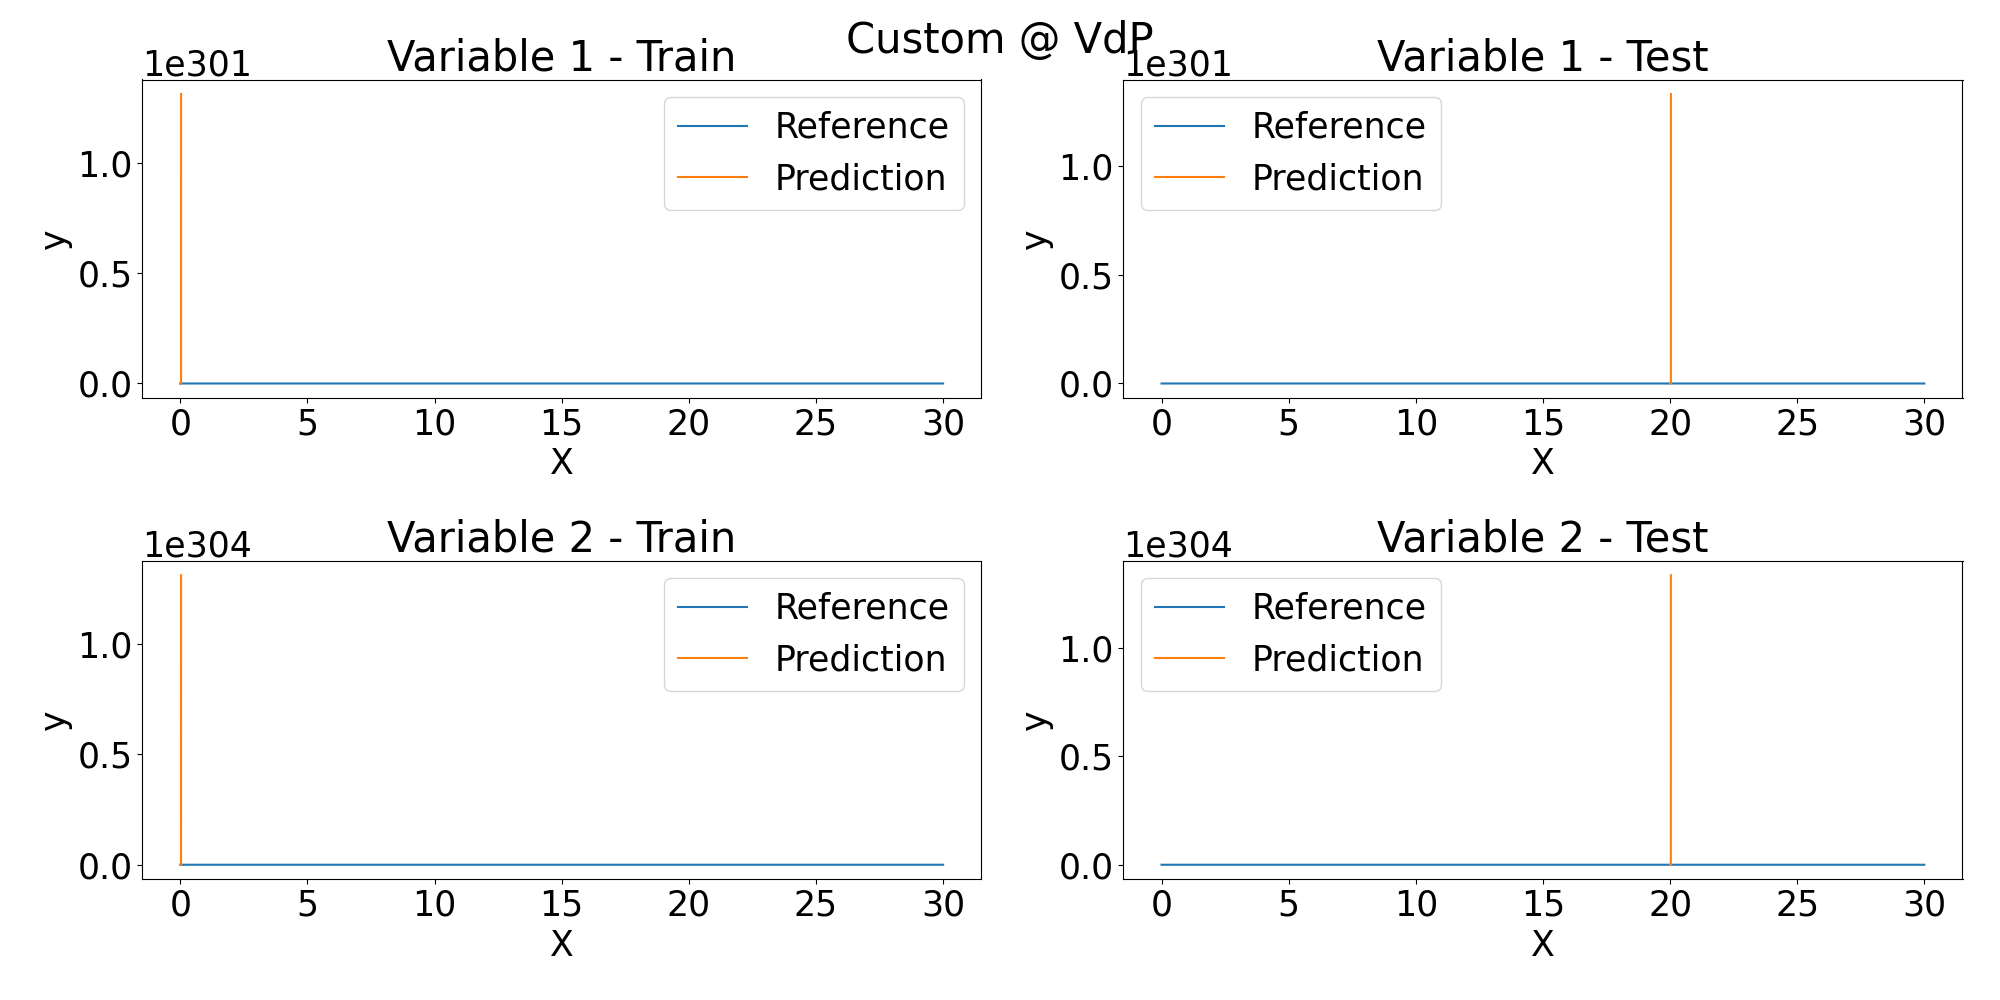 Custom @ VdP
Variable 1 - Train
1e301
Reference
Prediction
1.0
0.5
0.0
y
0 5 10 15 20 25 30
X
Variable 1 - Test
1e301
Reference
Prediction
1.0
0.5
0.0
y
0 5 10 15 20 25 30
X
Variable 2 - Train
1e304
Reference
Prediction
1.0
0.5
0.0
y
0 5 10 15 20 25 30
X
Variable 2 - Test
1e304
Reference
Prediction
1.0
0.5
0.0
y
0 5 10 15 20 25 30
X